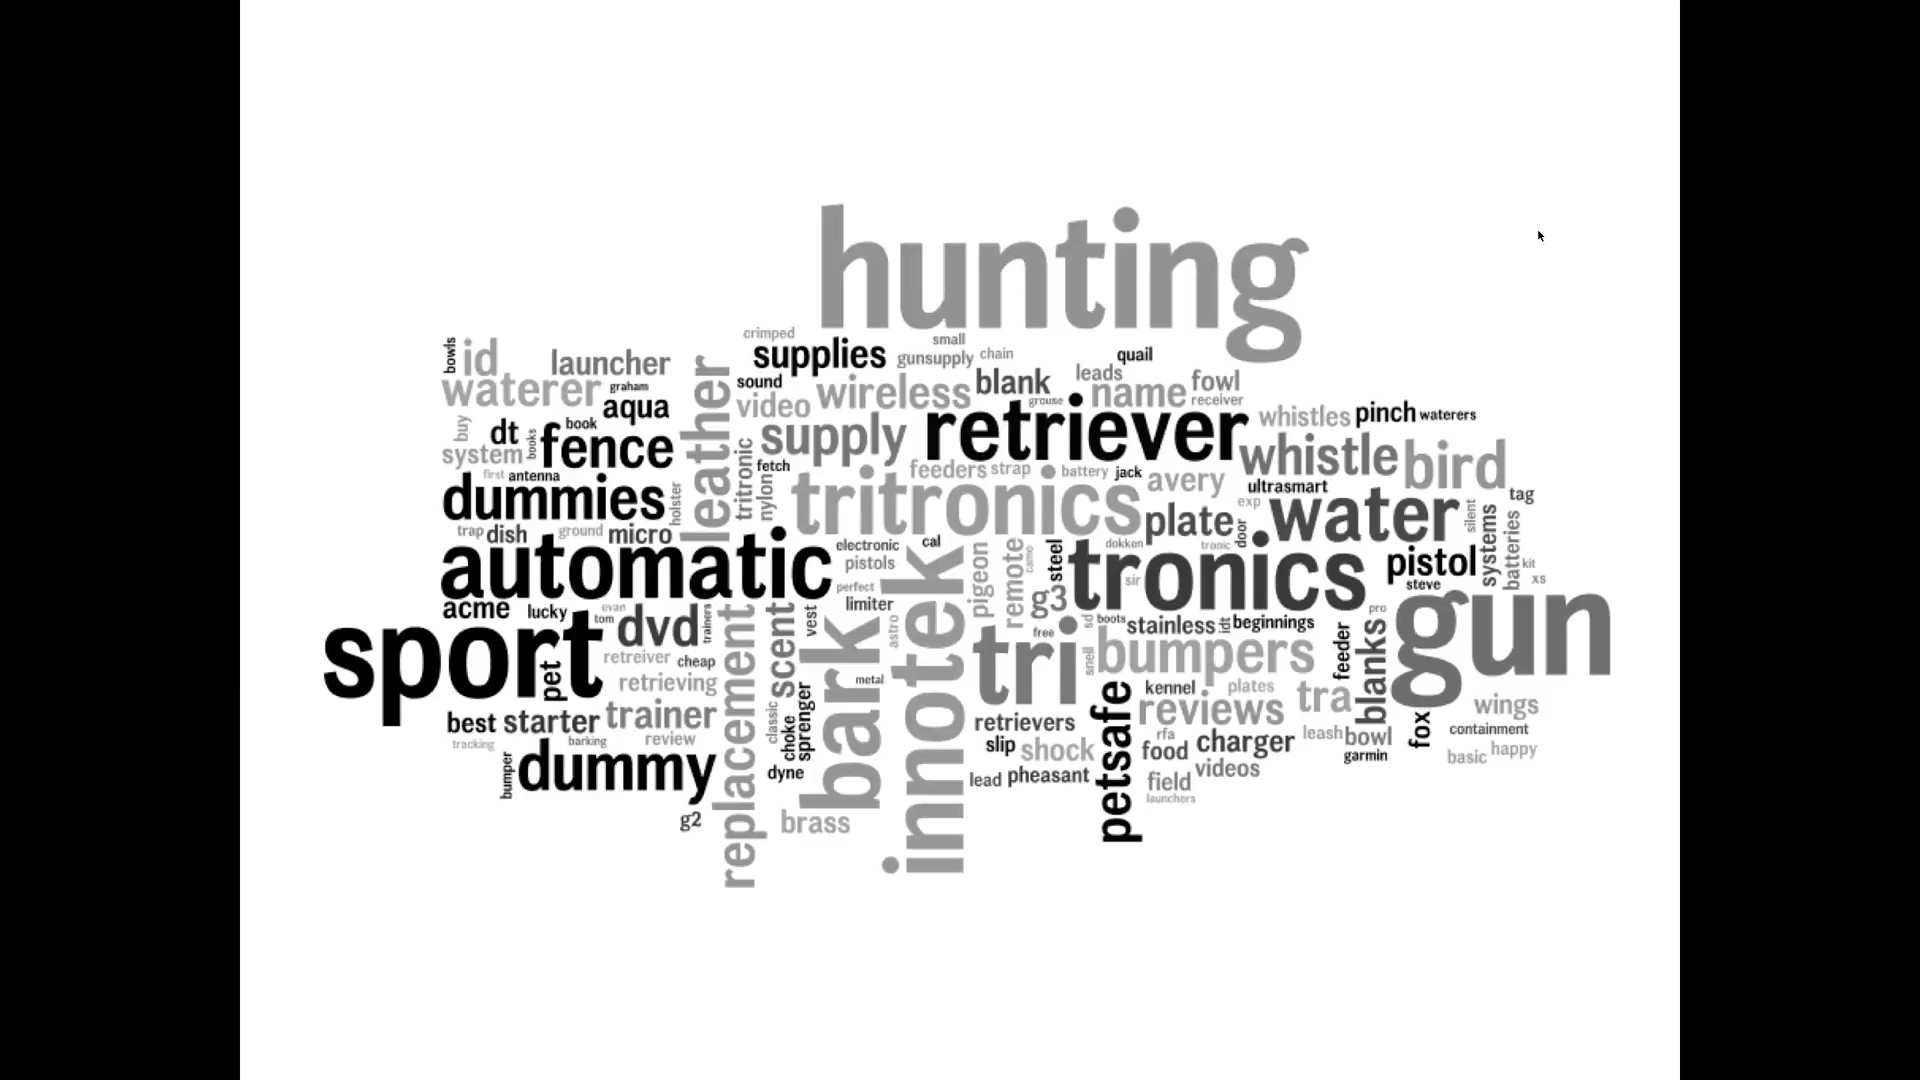 hunting
crimped
small
supplies
gunsupply
chain
quail
bowls
id
launcher
leather
sound
wireless
blank
leads
name
fowl
receiver
waterer
graham
aqua
video
grouse
retriever
whistles
pinch
waterers
buy
dt
book
books
fence
system
supply
whistle
bird
first
antenna
tritronic
fetch
nylon
feeders
strap
battery
jack
avery
ultrasmart
dummies
holster
tritronics
exp
water
silent
tag
trap
dish
ground
micro
plate
door
systems
batteries
automatic
electronic
cal
pistols
pigeon
remote
camo
steel
dokken
tronic
tronics
pistol
kit
xs
steve
perfect
sir
acme
lucky
evan
tom
dvd
trainers
replacement
scent
vest
limiter
astro
innotek
g3
free
sd
boots
stainless
idt
beginnings
pro
gun
sport
pet
retreiver
cheap
retrieving
bark
metal
tri
snell
bumpers
feeder
blanks
best
starter
trainer
classic
choke
sprenger
retrievers
petsafe
kennel
plates
reviews
tra
fox
wings
tracking
barking
review
slip
shock
rfa
food
charger
leash
bowl
containment
garmin
basic
happy
bumper
dummy
dyne
lead
pheasant
field
videos
launchers
g2
brass